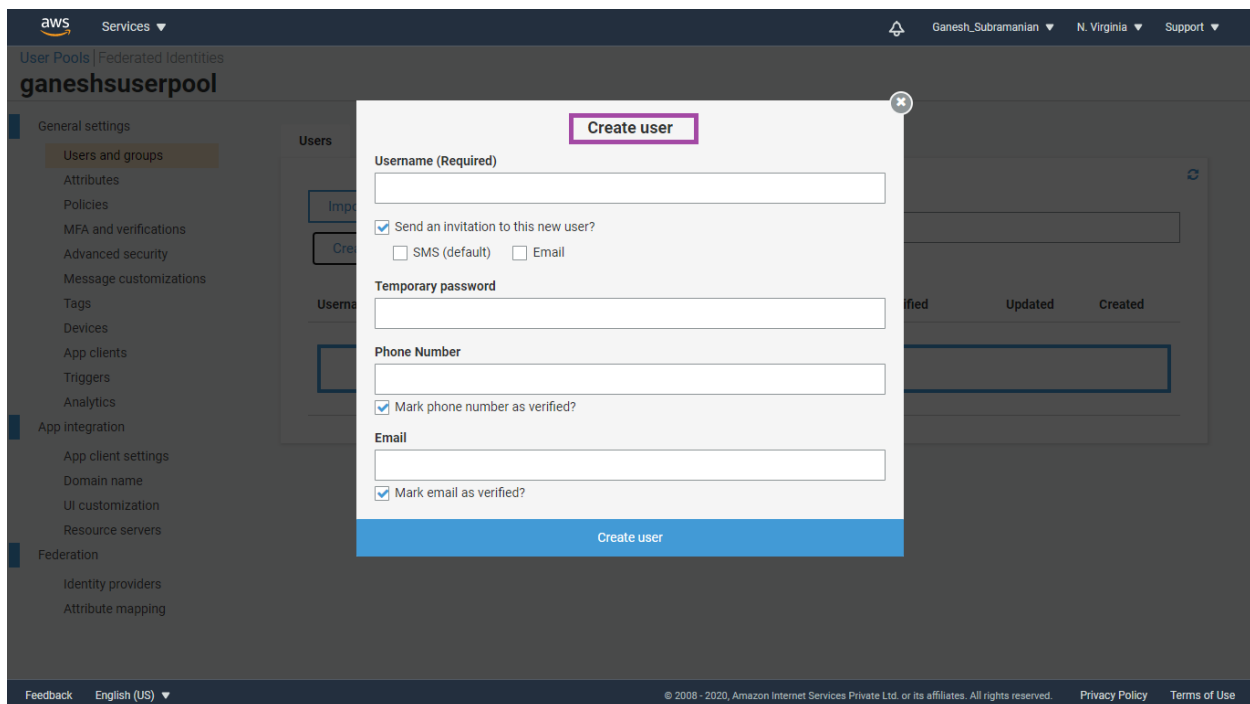 aws Services Ganesh_Subramanian N. Virginia Support
User Pools | Federated Identities
ganeshsuserpool
General settings
Users and groups
Attributes
Policies
MFA and verifications
Advanced security
Message customizations
Tags
Devices
App clients
Triggers
Analytics
App integration
App client settings
Domain name
UI customization
Resource servers
Federation
Identity providers
Attribute mapping
Users
Impo
Crea
Userna
ified Updated Created
Create user
Username (Required)
Send an invitation to this new user?
SMS (default) Email
Temporary password
Phone Number
Mark phone number as verified?
Email
Mark email as verified?
Create user
Feedback English (US) © 2008 - 2020, Amazon Internet Services Private Ltd. or its affiliates. All rights reserved. Privacy Policy Terms of Use